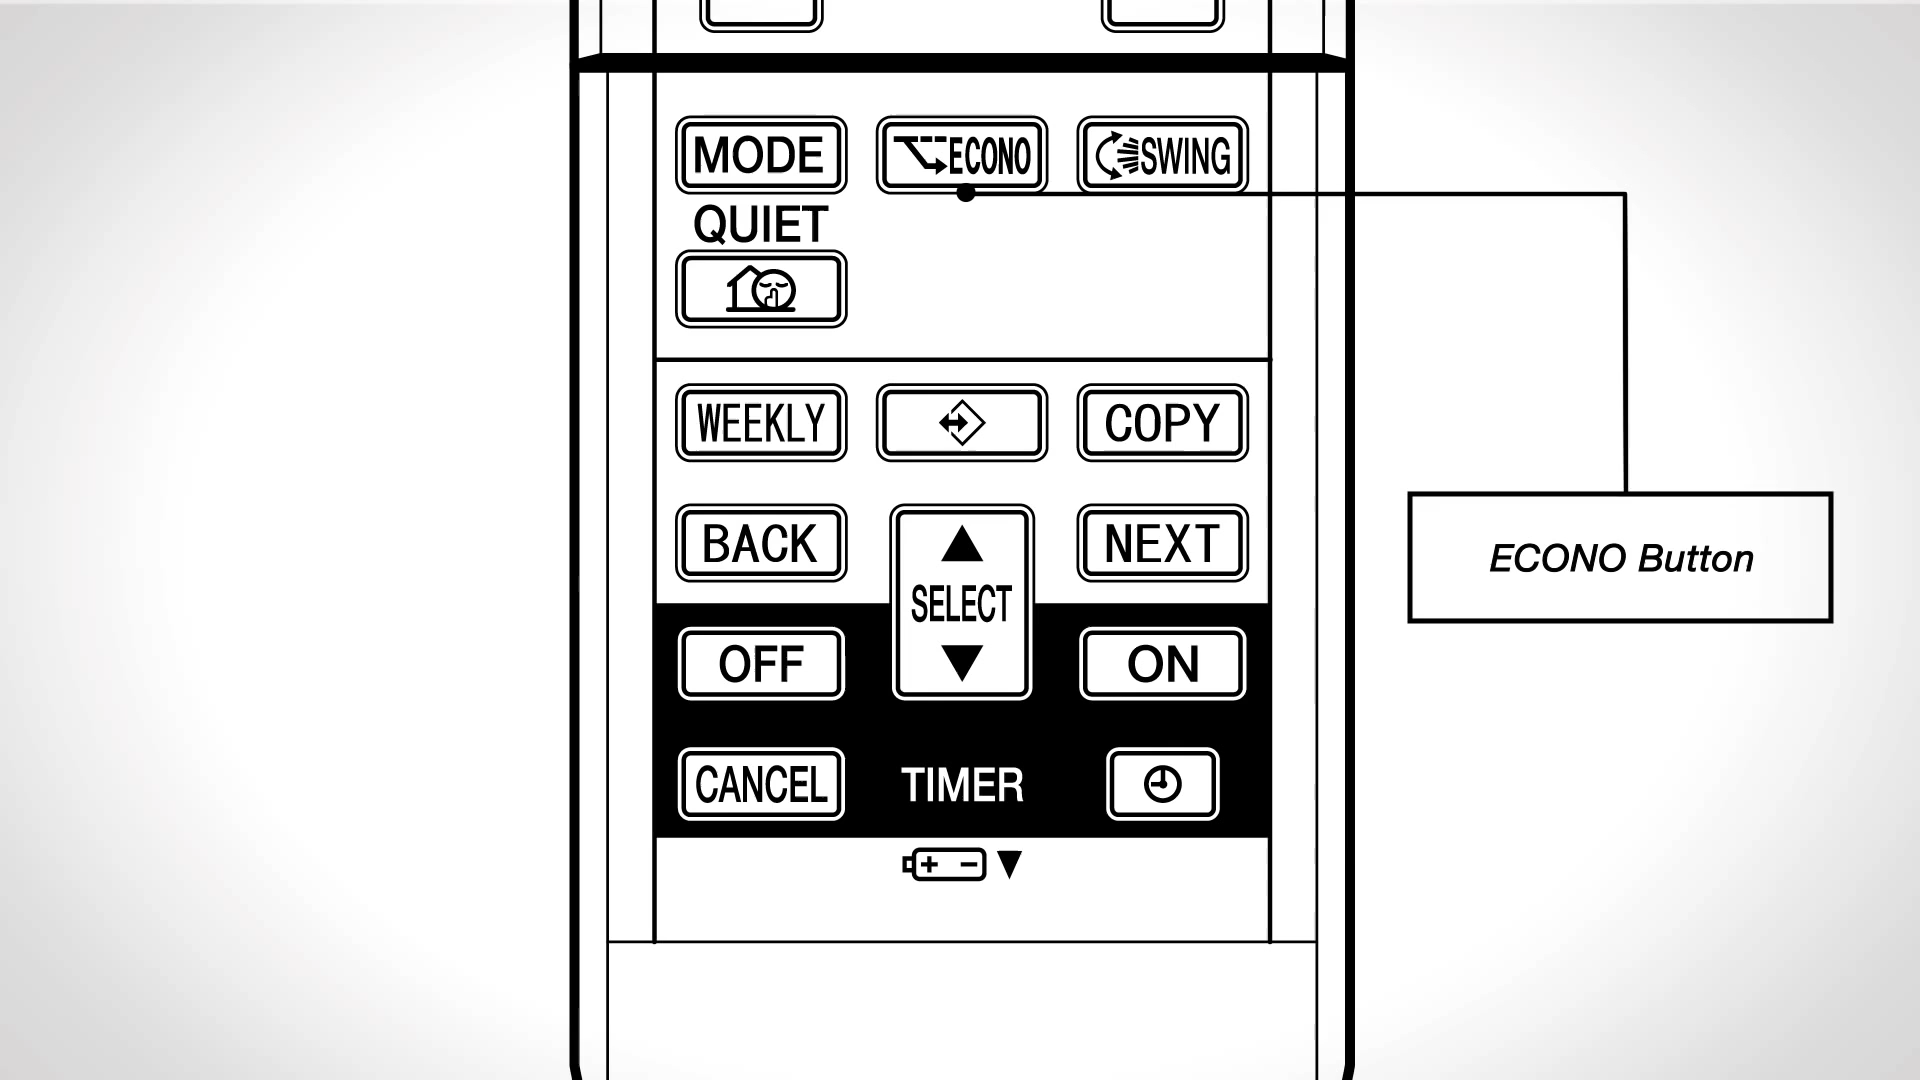 MODE
ECONO
SWING
QUIET
WEEKLY
COPY
BACK
SELECT
NEXT
OFF
ON
CANCEL
TIMER
+ -
ECONO Button